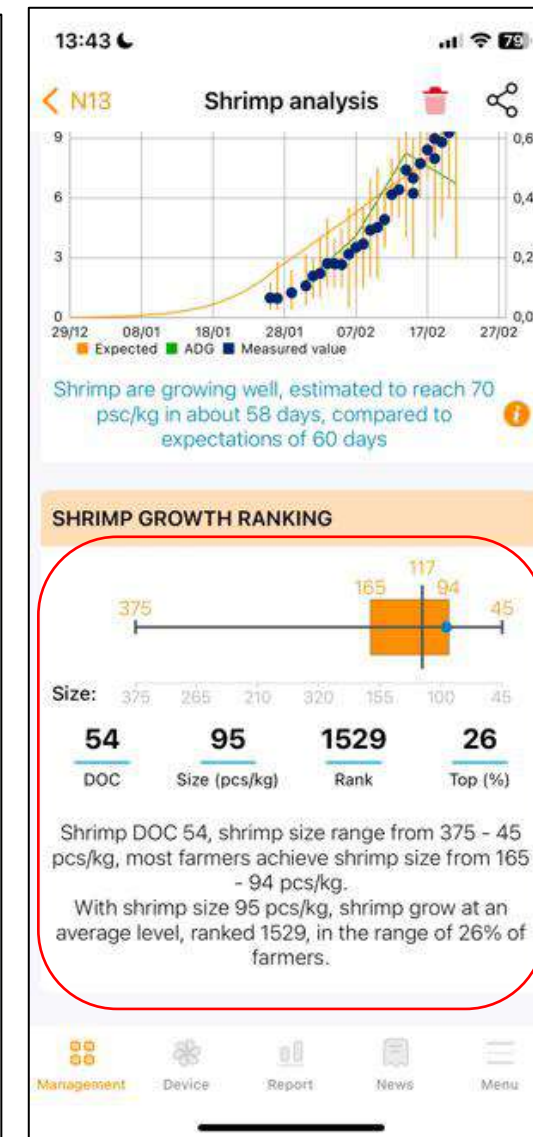 13:43
79
N13
Shrimp analysis
9
0,6
6
0,4
3
0,2
0
0,0
29/12 08/01 18/01 28/01 07/02 17/02 27/02
Expected ADG Measured value
Shrimp are growing well, estimated to reach 70
psc/kg in about 58 days, compared to
expectations of 60 days
SHRIMP GROWTH RANKING
117
375 165 94 45
Size: 375 265 210 320 155 100 45
54 95 1529 26
DOC Size (pcs/kg) Rank Top (%)
Shrimp DOC 54, shrimp size range from 375 - 45
pcs/kg, most farmers achieve shrimp size from 165
- 94 pcs/kg.
With shrimp size 95 pcs/kg, shrimp grow at an
average level, ranked 1529, in the range of 26% of
farmers.
Management Device Report News Menu